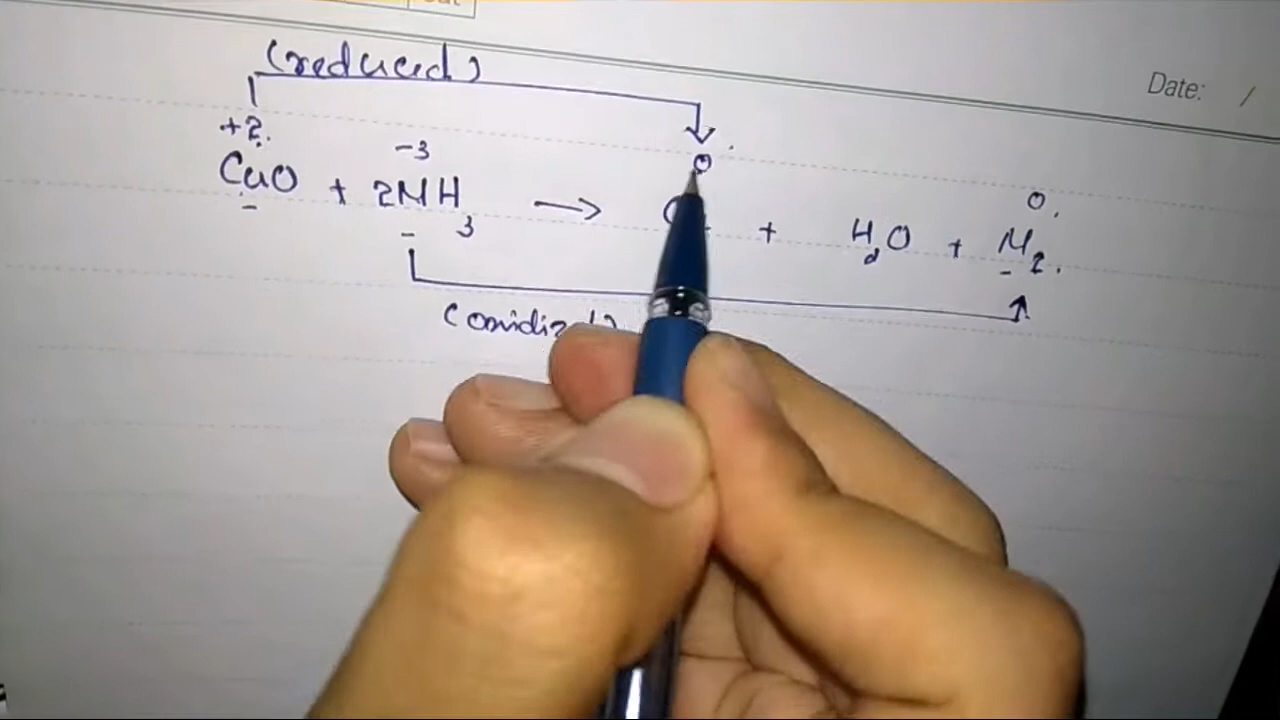 (reduced)
Date: /
+2. -3 0 0.
CuO + 2NH3 → + H2O + N2.